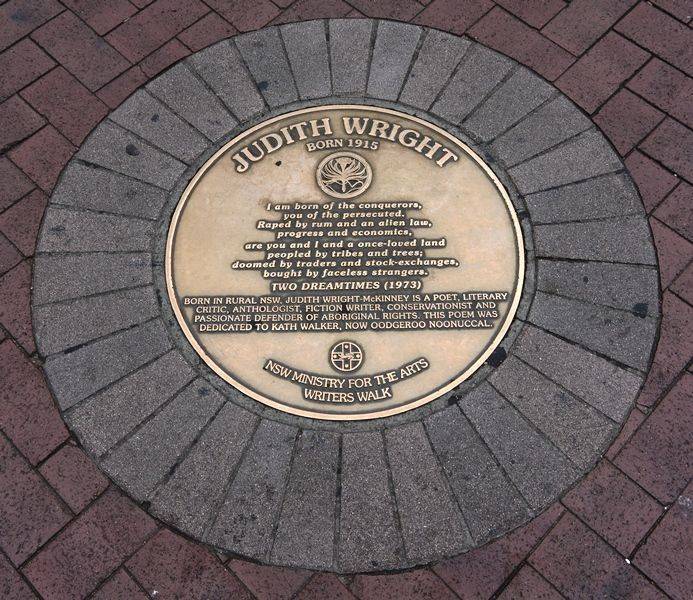 JUDITH WRIGHT
BORN 1915
I am born of the conquerors,
you of the persecuted.
Raped by rum and an alien law,
progress and economics,
are you and I and a once-loved land
peopled by tribes and trees;
doomed by traders and stock-exchanges,
bought by faceless strangers.
TWO DREAMTIMES (1973)
BORN IN RURAL NSW, JUDITH WRIGHT-McKINNEY IS A POET, LITERARY
CRITIC, ANTHOLOGIST, FICTION WRITER, CONSERVATIONIST AND
PASSIONATE DEFENDER OF ABORIGINAL RIGHTS. THIS POEM WAS
DEDICATED TO KATH WALKER, NOW OODGEROO NOONUCCAL.
NSW MINISTRY FOR THE ARTS
WRITERS WALK